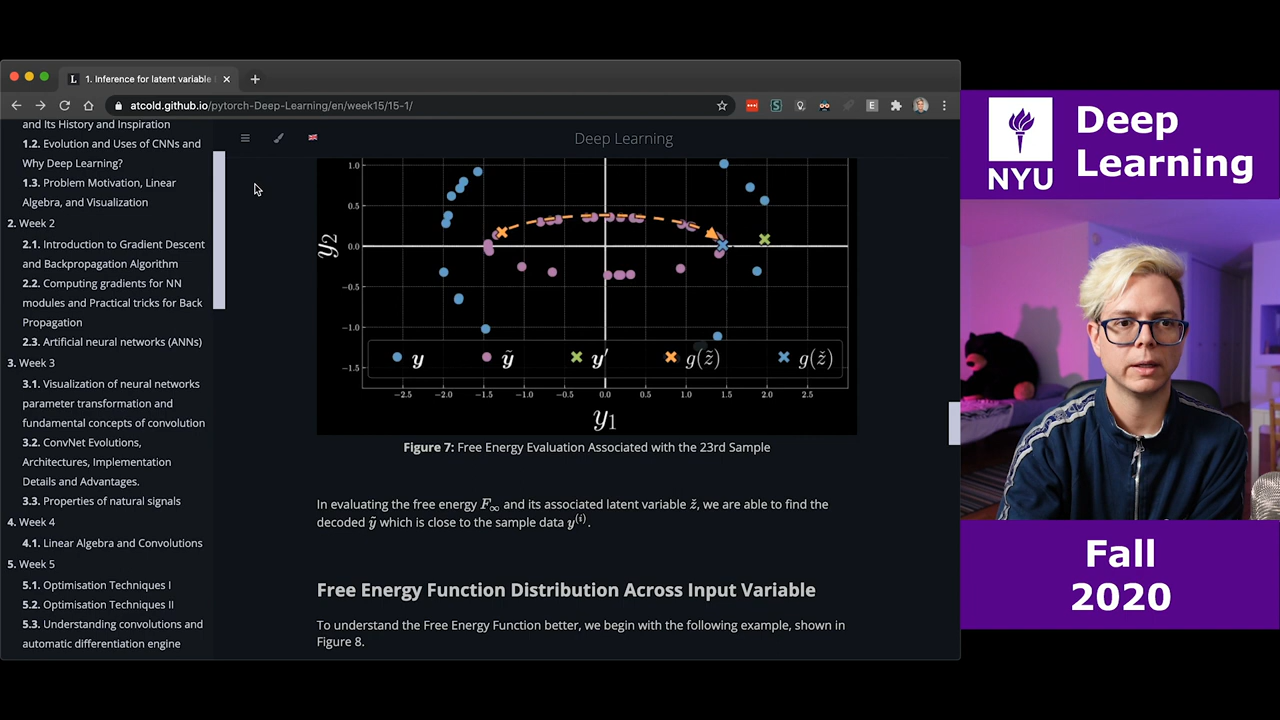 1. Inference for latent variable
atcold.github.io/pytorch-Deep-Learning/en/week15/15-1/
and Its History and Inspiration
1.2. Evolution and Uses of CNNs and
Why Deep Learning?
1.3. Problem Motivation, Linear
Algebra, and Visualization
2. Week 2
2.1. Introduction to Gradient Descent
and Backpropagation Algorithm
2.2. Computing gradients for NN
modules and Practical tricks for Back
Propagation
2.3. Artificial neural networks (ANNs)
3. Week 3
3.1. Visualization of neural networks
parameter transformation and
fundamental concepts of convolution
3.2. ConvNet Evolutions,
Architectures, Implementation
Details and Advantages.
3.3. Properties of natural signals
4. Week 4
4.1. Linear Algebra and Convolutions
5. Week 5
5.1. Optimisation Techniques I
5.2. Optimisation Techniques II
5.3. Understanding convolutions and
automatic differentiation engine
Deep Learning
1.0
0.5
0.0
−0.5
−1.0
−1.5
y₂
y ỹ y′ g(z̃) g(ž)
−2.5 −2.0 −1.5 −1.0 −0.5 0.0 0.5 1.0 1.5 2.0 2.5
y₁
Figure 7: Free Energy Evaluation Associated with the 23rd Sample
In evaluating the free energy F∞ and its associated latent variable ž, we are able to find the
decoded ỹ which is close to the sample data y⁽ⁱ⁾.
Free Energy Function Distribution Across Input Variable
To understand the Free Energy Function better, we begin with the following example, shown in
Figure 8.
NYU
Deep
Learning
Fall
2020